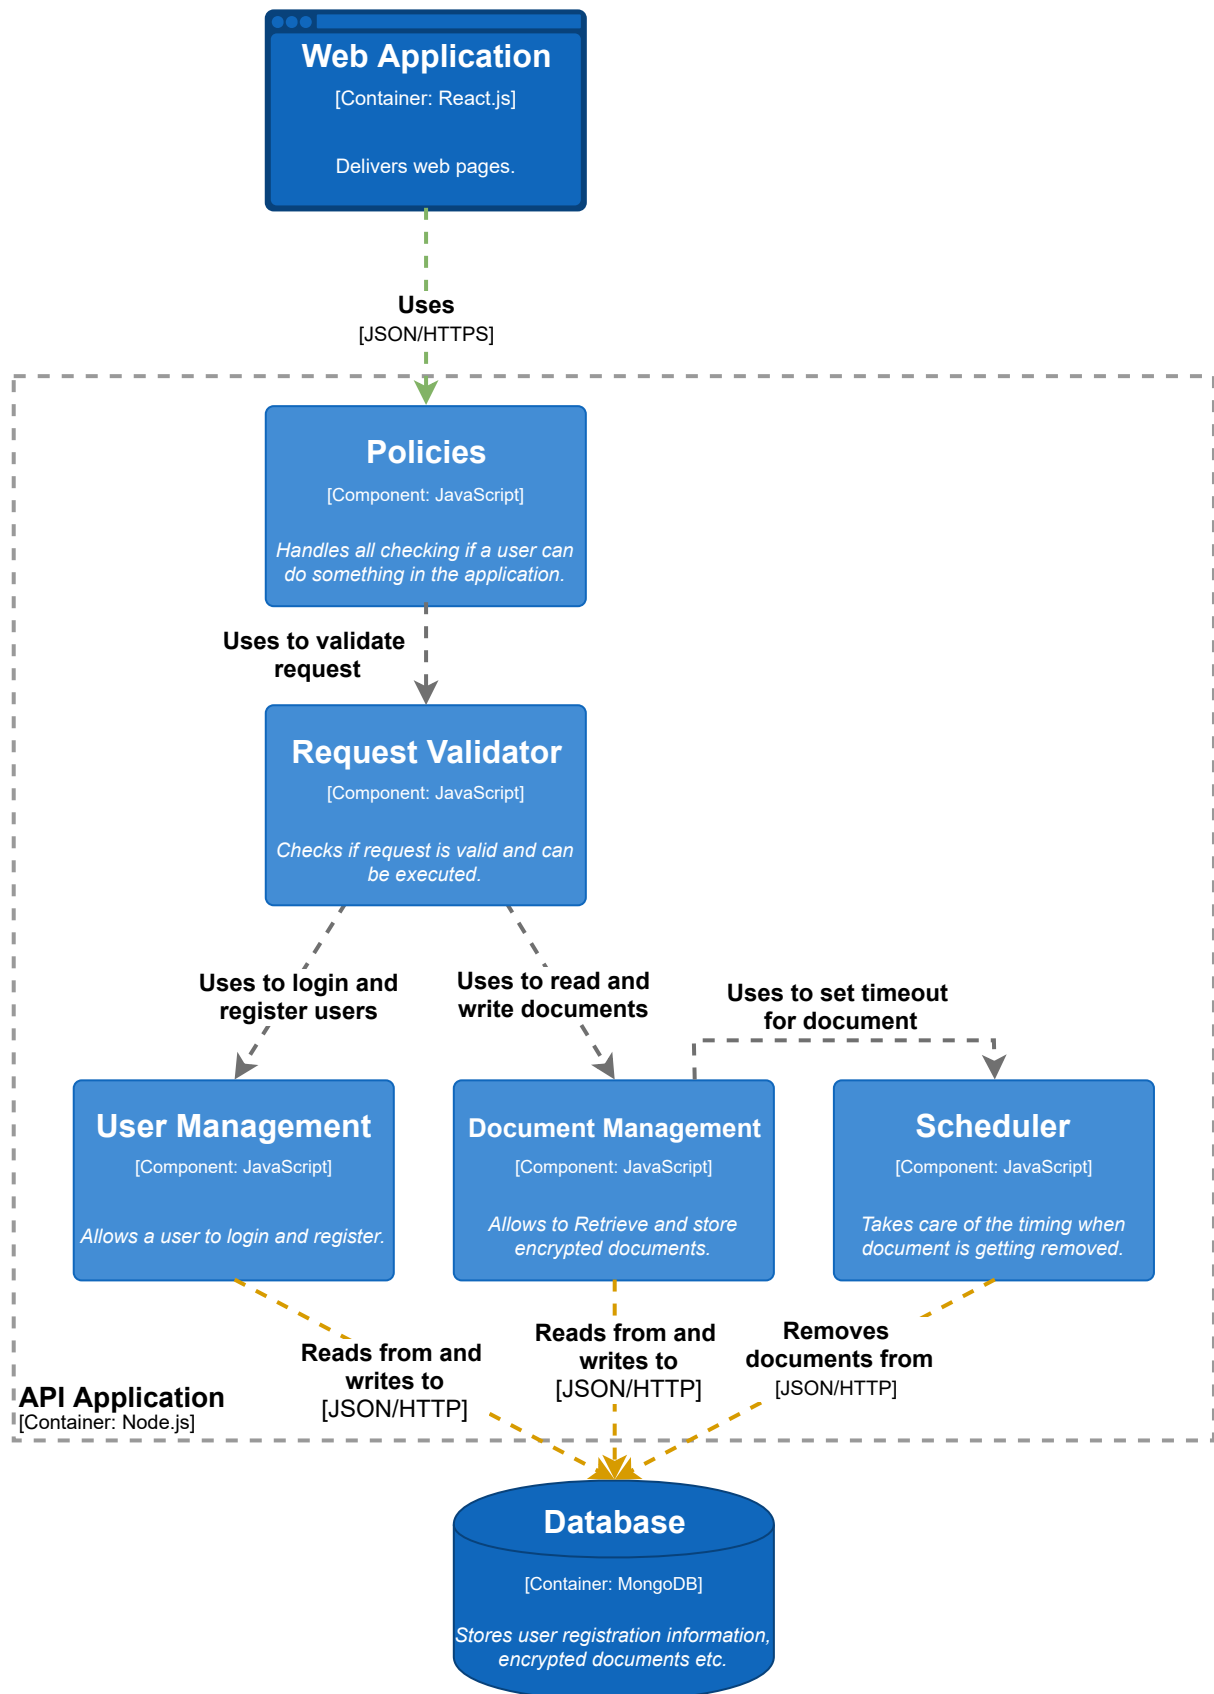 Web Application
[Container: React.js]
Delivers web pages.
Uses
[JSON/HTTPS]
Policies
[Component: JavaScript]
Handles all checking if a user can
do something in the application.
Uses to validate
request
Request Validator
[Component: JavaScript]
Checks if request is valid and can
be executed.
Uses to login and
register users
Uses to read and
write documents
Uses to set timeout
for document
User Management
[Component: JavaScript]
Allows a user to login and register.
Document Management
[Component: JavaScript]
Allows to Retrieve and store
encrypted documents.
Scheduler
[Component: JavaScript]
Takes care of the timing when
document is getting removed.
Reads from and
writes to
[JSON/HTTP]
Reads from and
writes to
[JSON/HTTP]
Removes
documents from
[JSON/HTTP]
API Application
[Container: Node.js]
Database
[Container: MongoDB]
Stores user registration information,
encrypted documents etc.